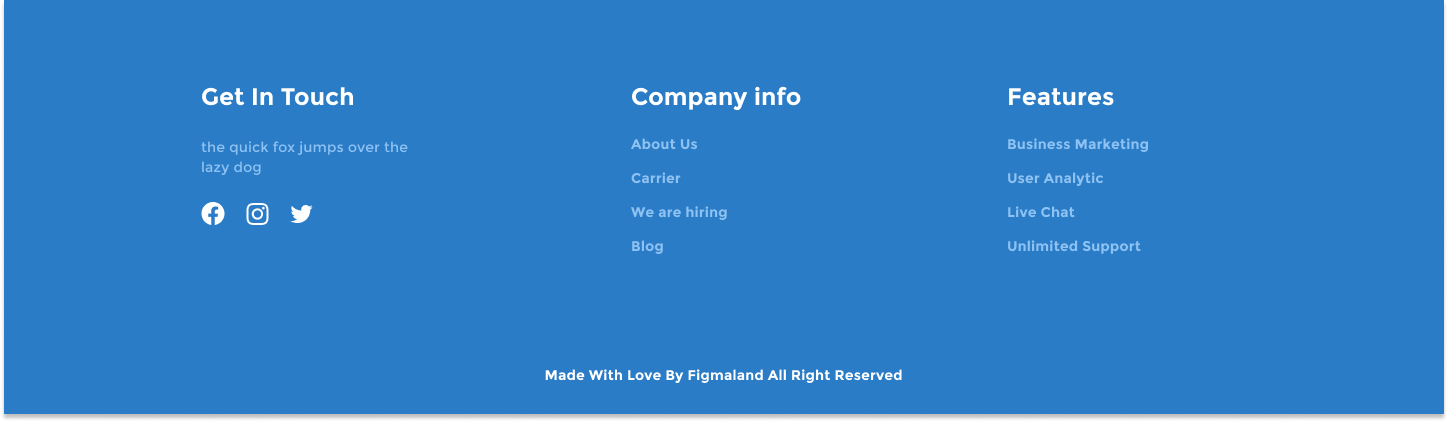 Get In Touch
the quick fox jumps over the
lazy dog
Company info
About Us
Carrier
We are hiring
Blog
Features
Business Marketing
User Analytic
Live Chat
Unlimited Support
Made With Love By Figmaland All Right Reserved